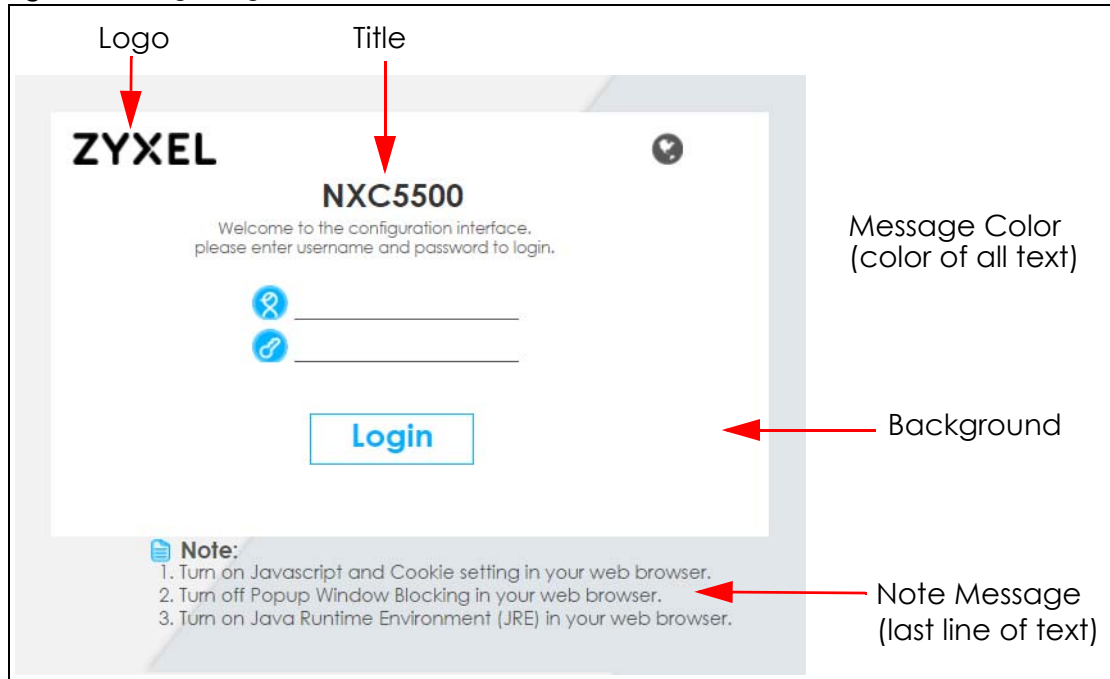 Logo
Title
ZYXEL
NXC5500
Welcome to the configuration interface.
please enter username and password to login.
Message Color
(color of all text)
Login
Background
Note:
1. Turn on Javascript and Cookie setting in your web browser.
2. Turn off Popup Window Blocking in your web browser.
3. Turn on Java Runtime Environment (JRE) in your web browser.
Note Message
(last line of text)